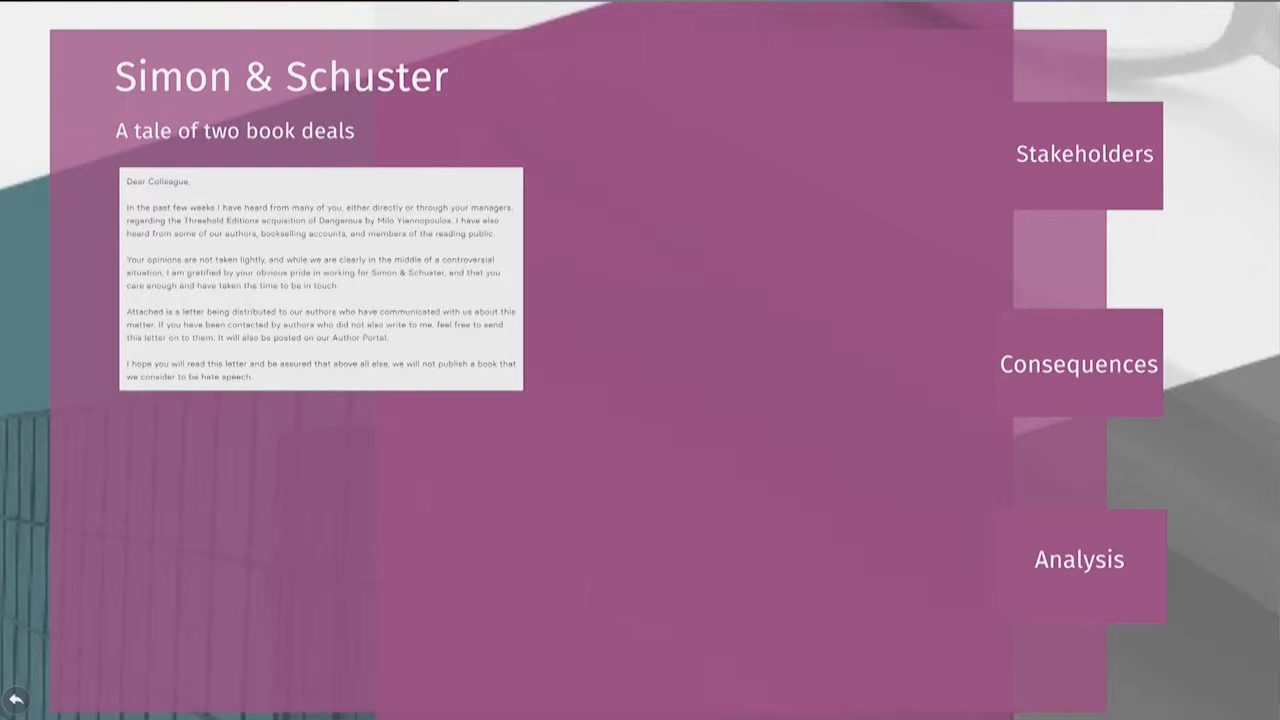 Simon & Schuster
A tale of two book deals
Dear Colleague,
In the past few weeks I have heard from many of you, either directly or through your managers,
regarding the Threshold Editions acquisition of Dangerous by Milo Yiannopoulos. I have also
heard from some of our authors, bookselling accounts, and members of the reading public.
Your opinions are not taken lightly, and while we are clearly in the middle of a controversial
situation, I am gratified by your obvious pride in working for Simon & Schuster, and that you
care enough and have taken the time to be in touch.
Attached is a letter being distributed to our authors who have communicated with us about this
matter. If you have been contacted by authors who did not also write to me, feel free to send
this letter on to them. It will also be posted on our Author Portal.
I hope you will read this letter and be assured that above all else, we will not publish a book that
we consider to be hate speech.
Stakeholders
Consequences
Analysis